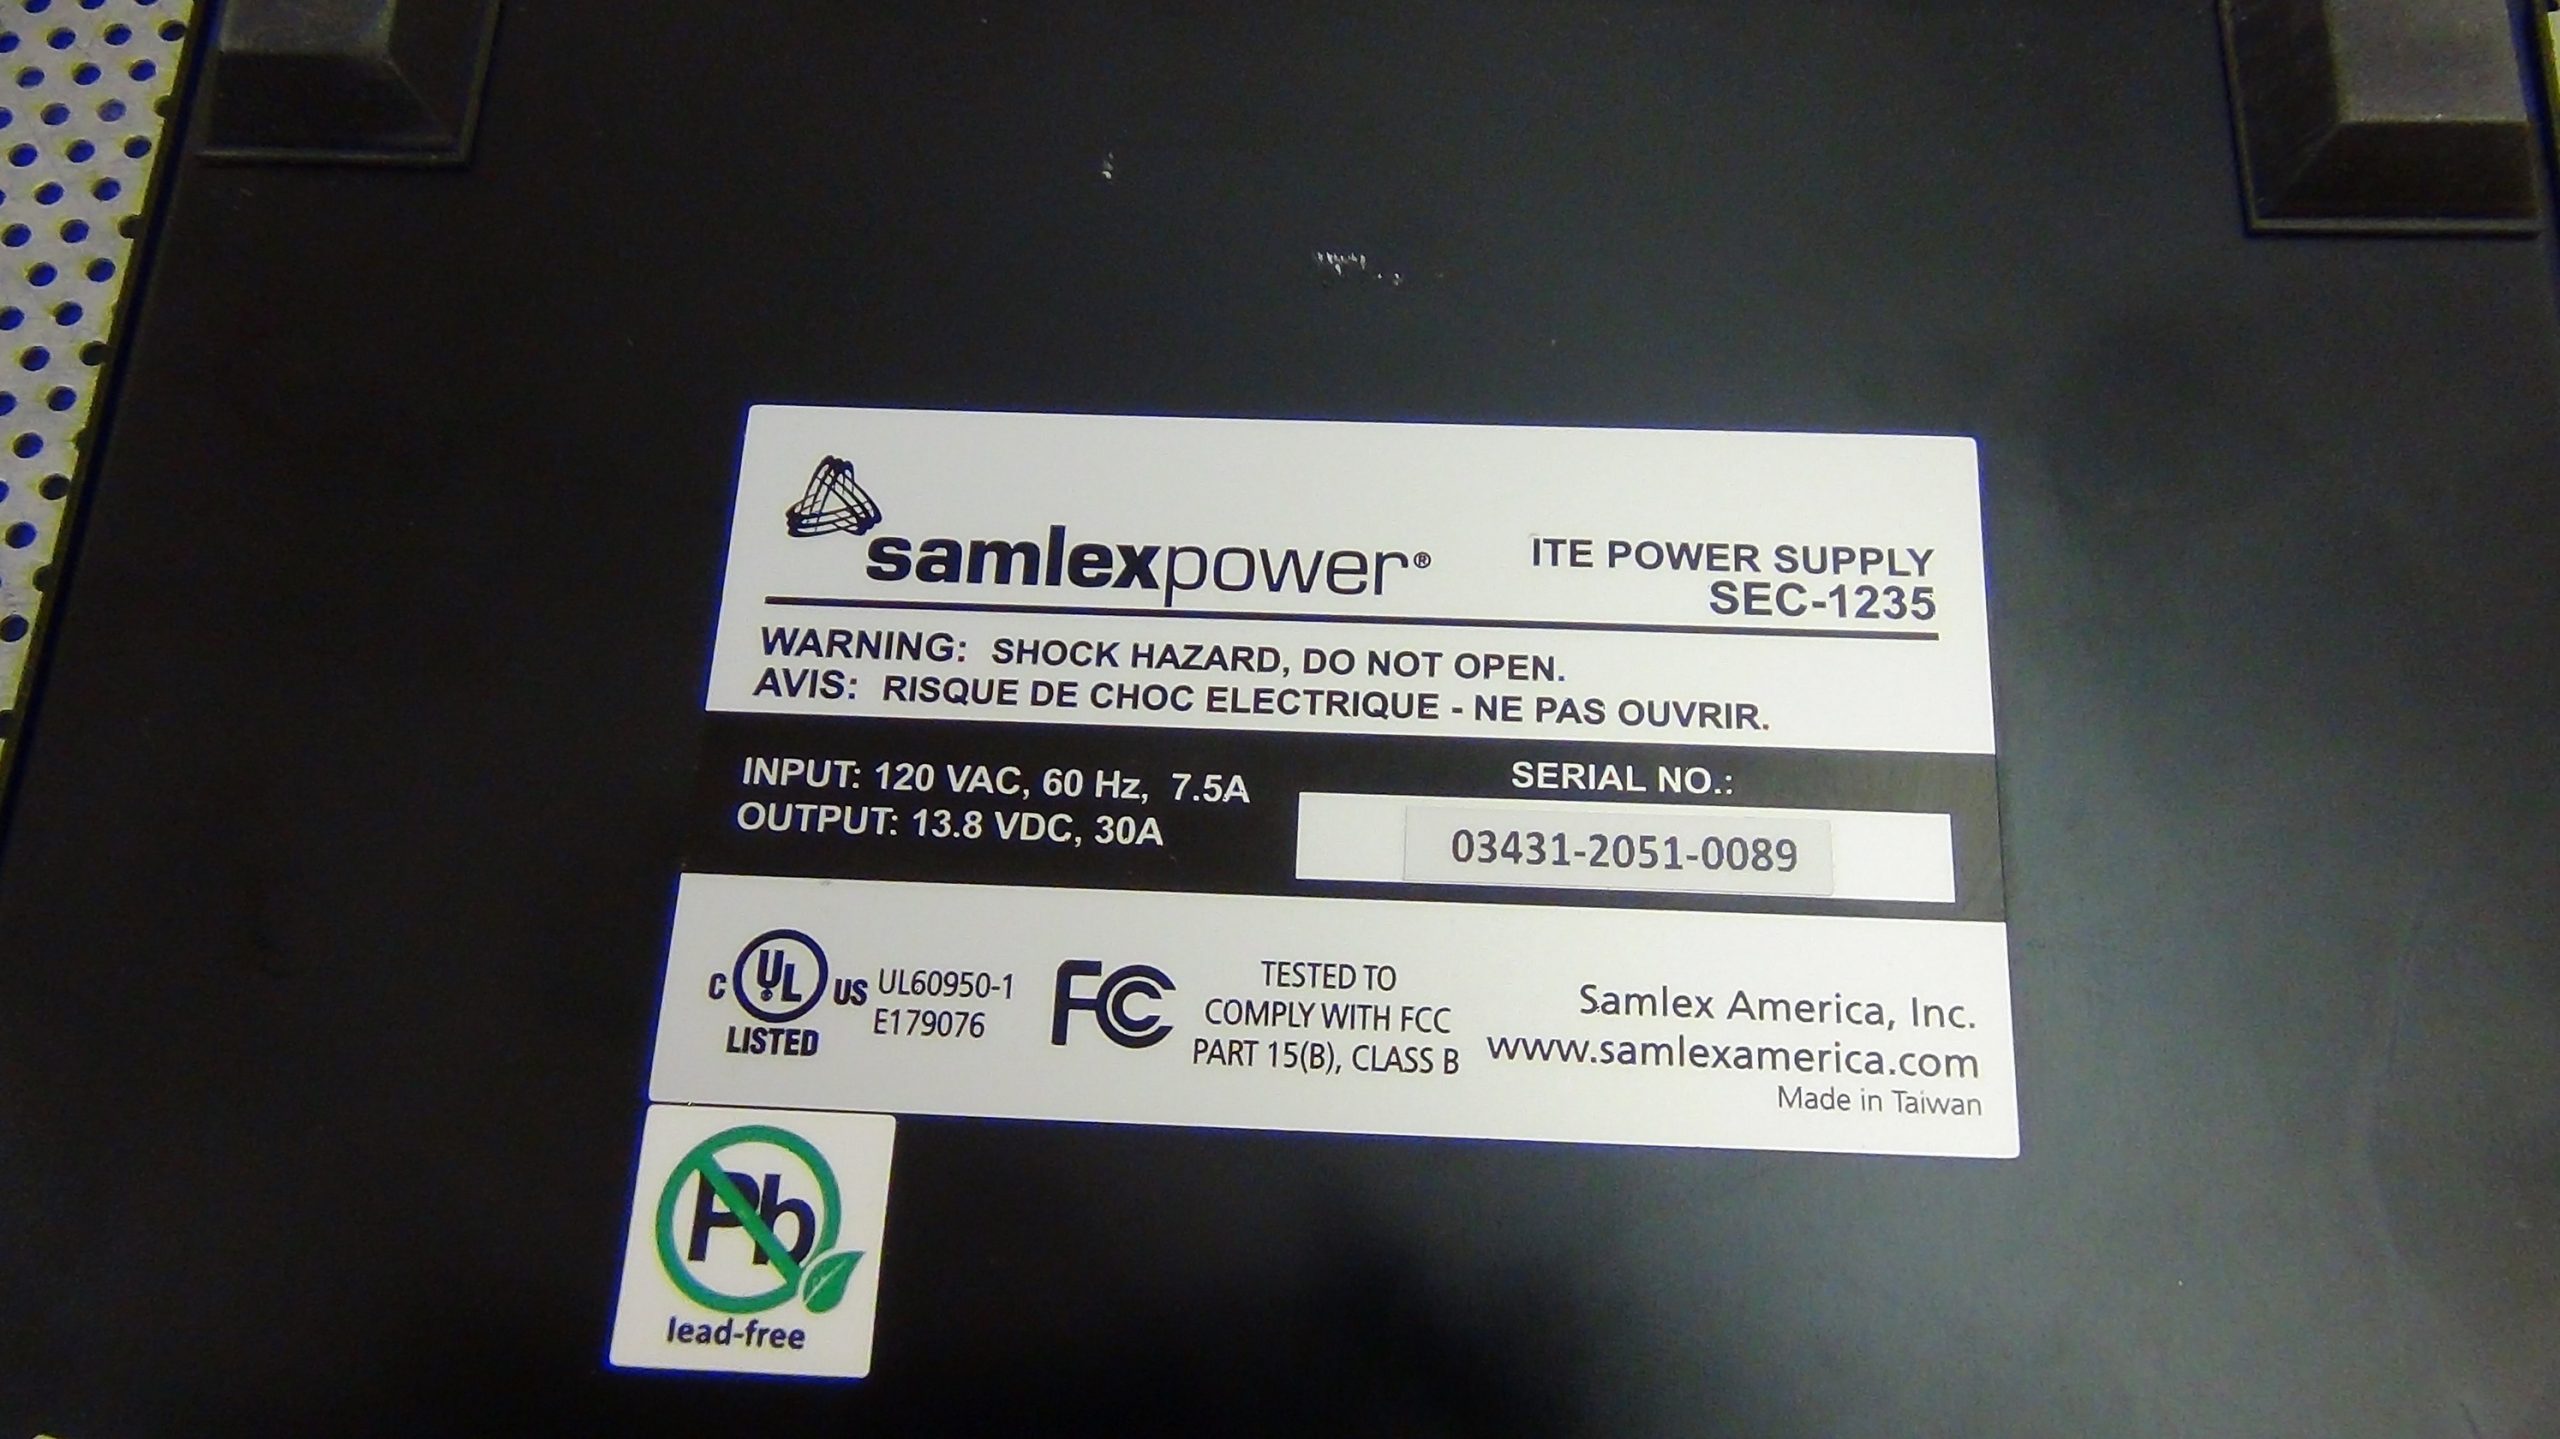 samlexpower®
ITE POWER SUPPLY
SEC-1235
WARNING: SHOCK HAZARD, DO NOT OPEN.
AVIS: RISQUE DE CHOC ELECTRIQUE - NE PAS OUVRIR.
INPUT: 120 VAC, 60 Hz, 7.5A
OUTPUT: 13.8 VDC, 30A
SERIAL NO.:
03431-2051-0089
C UL US
LISTED
UL60950-1
E179076
FC
TESTED TO
COMPLY WITH FCC
PART 15(B), CLASS B
Samlex America, Inc.
www.samlexamerica.com
Made in Taiwan
Pb
lead-free